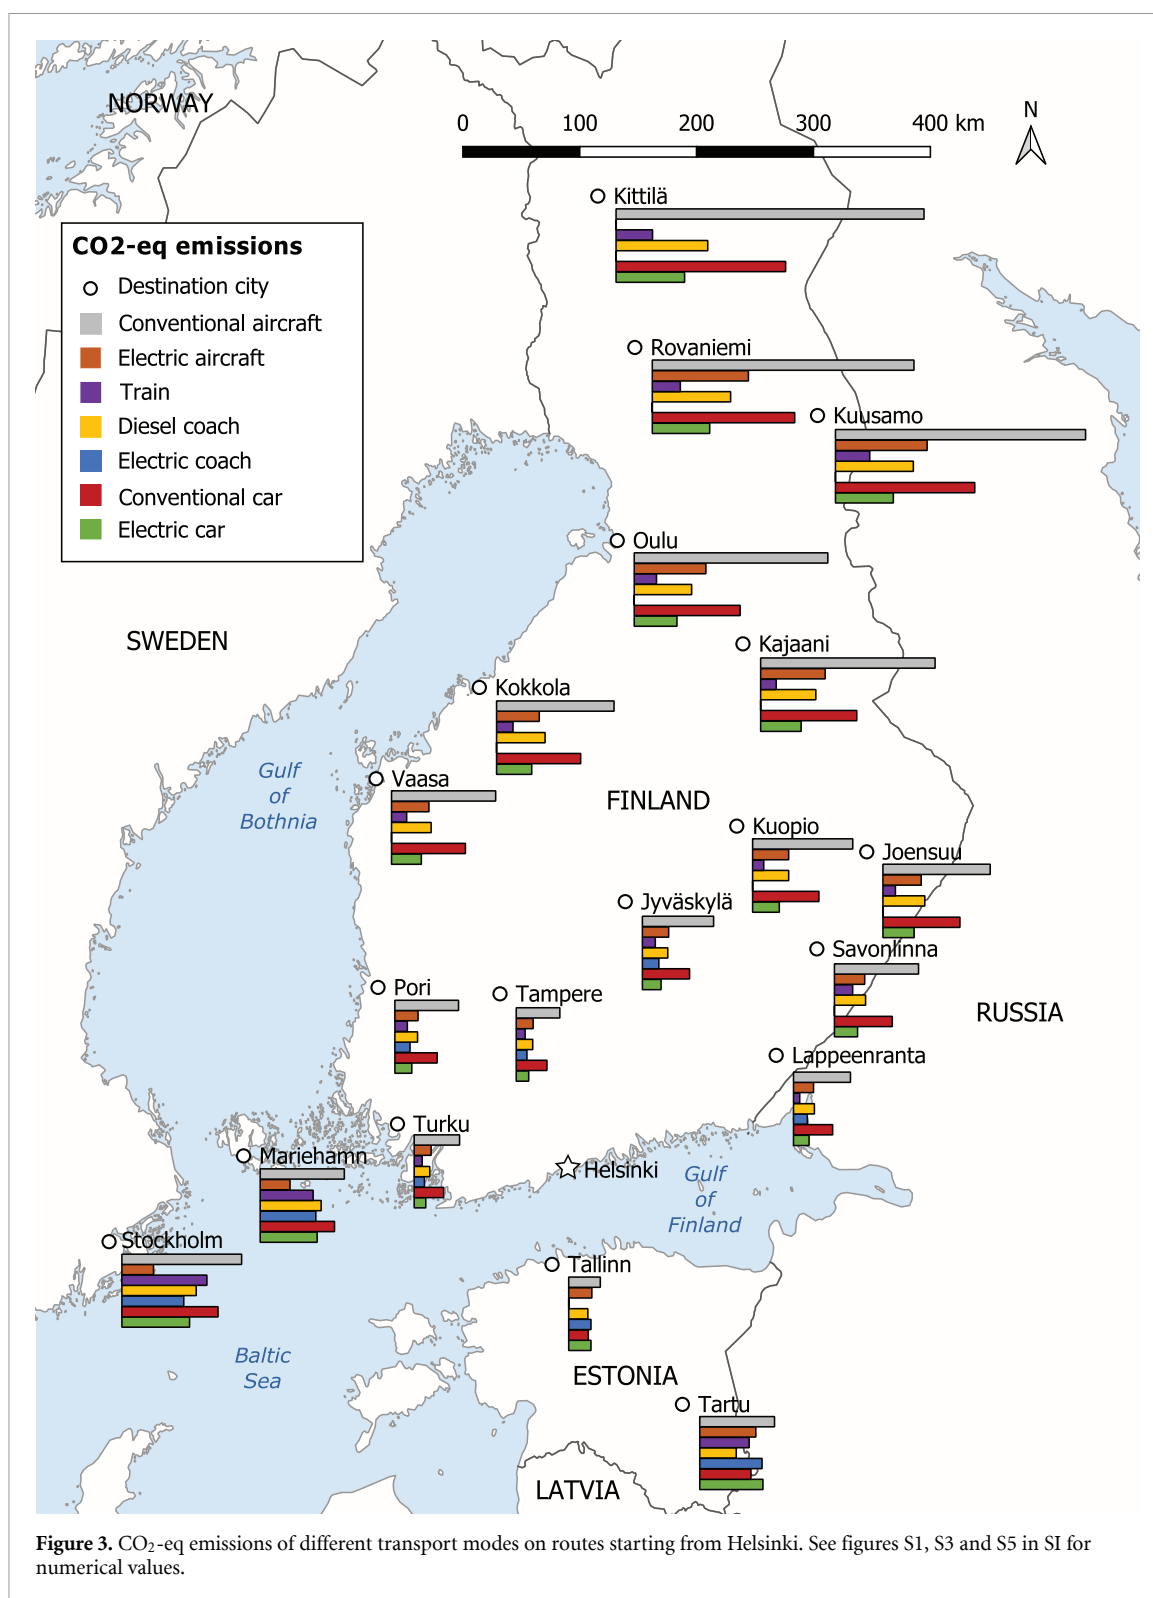 NORWAY
0 100 200 300 400 km
N
Kittilä
CO2-eq emissions
Destination city
Conventional aircraft
Electric aircraft
Train
Diesel coach
Electric coach
Conventional car
Electric car
Rovaniemi
Kuusamo
Oulu
SWEDEN
Kajaani
Kokkola
Gulf
of
Bothnia
Vaasa
FINLAND
Kuopio
Joensuu
Jyväskylä
Savonlinna
Pori
Tampere
RUSSIA
Lappeenranta
Turku
Mariehamn
Helsinki
Gulf
of
Finland
Stockholm
Tallinn
Baltic
Sea
ESTONIA
Tartu
LATVIA
Figure 3. CO2-eq emissions of different transport modes on routes starting from Helsinki. See figures S1, S3 and S5 in SI for
numerical values.